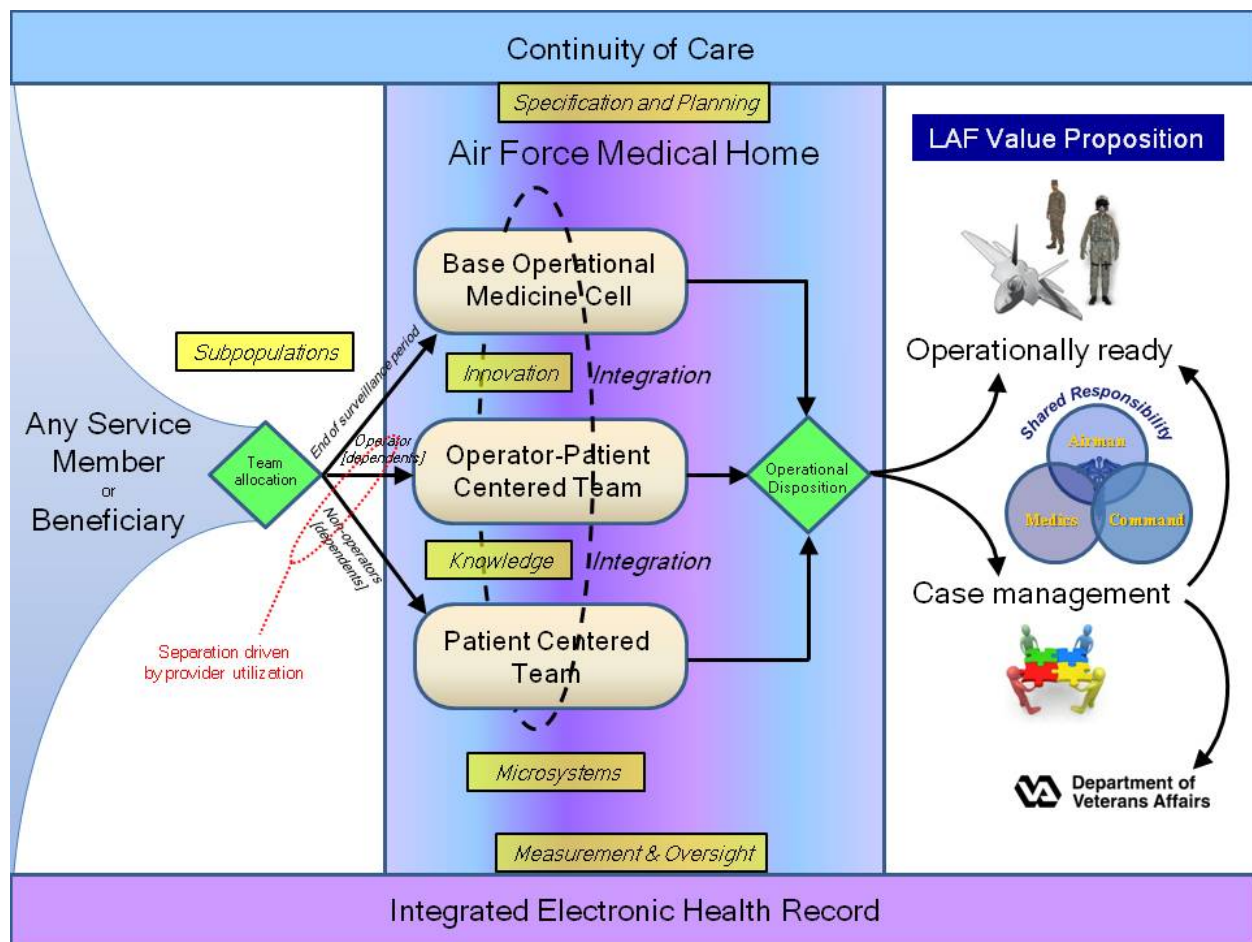 Continuity of Care
Specification and Planning
Air Force Medical Home
LAF Value Proposition
Base Operational
Medicine Cell
Subpopulations
End of surveillance period
Innovation
Integration
Operationally ready
Shared Responsibility
Airman
Medics
Command
Any Service
Member
or
Beneficiary
Team
allocation
Operator
[dependents]
Operator-Patient
Centered Team
Operational
Disposition
Non-operators
[dependents]
Knowledge
Integration
Case management
Separation driven
by provider utilization
Patient Centered
Team
Microsystems
VA
Department of
Veterans Affairs
Measurement & Oversight
Integrated Electronic Health Record